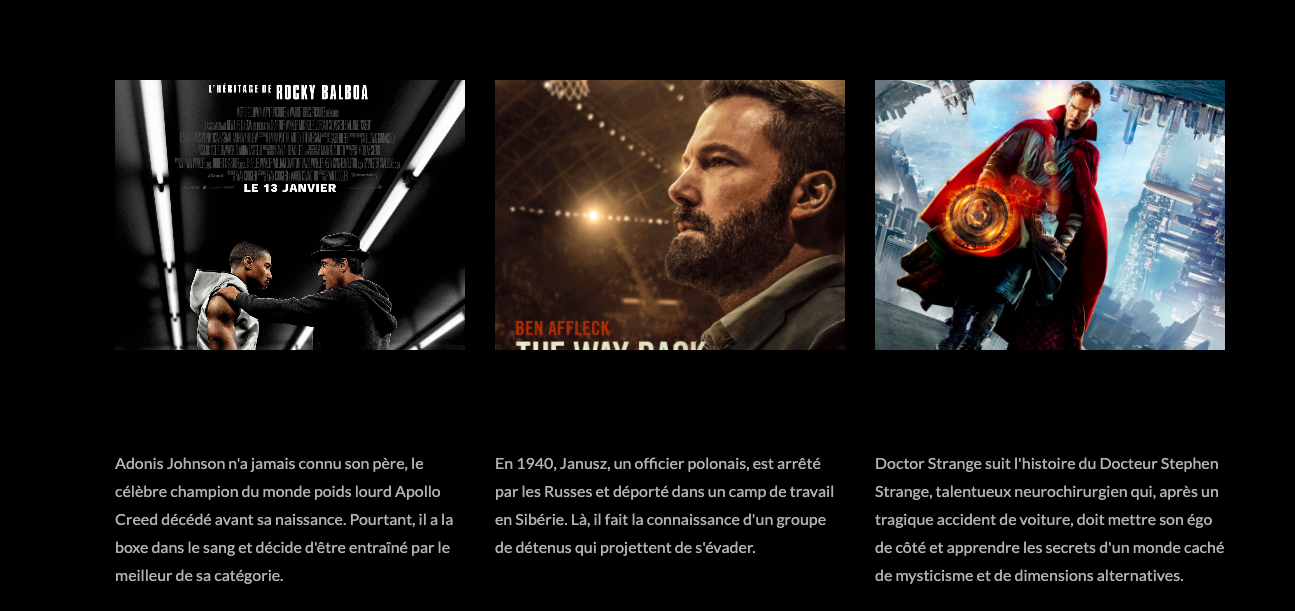 L'HÉRITAGE DE ROCKY BALBOA
LE 13 JANVIER
BEN AFFLECK
THE WAY BACK
Adonis Johnson n'a jamais connu son père, le
célèbre champion du monde poids lourd Apollo
Creed décédé avant sa naissance. Pourtant, il a la
boxe dans le sang et décide d'être entraîné par le
meilleur de sa catégorie.
En 1940, Janusz, un officier polonais, est arrêté
par les Russes et déporté dans un camp de travail
en Sibérie. Là, il fait la connaissance d'un groupe
de détenus qui projettent de s'évader.
Doctor Strange suit l'histoire du Docteur Stephen
Strange, talentueux neurochirurgien qui, après un
tragique accident de voiture, doit mettre son égo
de côté et apprendre les secrets d'un monde caché
de mysticisme et de dimensions alternatives.